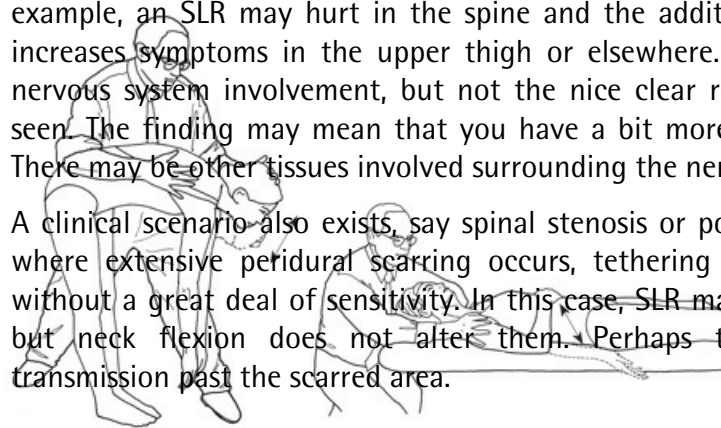 example, an SLR may hurt in the spine and the addit
increases symptoms in the upper thigh or elsewhere.
nervous system involvement, but not the nice clear r
seen. The finding may mean that you have a bit more
There may be other tissues involved surrounding the ner
A clinical scenario also exists, say spinal stenosis or po
where extensive peridural scarring occurs, tethering
without a great deal of sensitivity. In this case, SLR ma
but neck flexion does not alter them. Perhaps t
transmission past the scarred area.